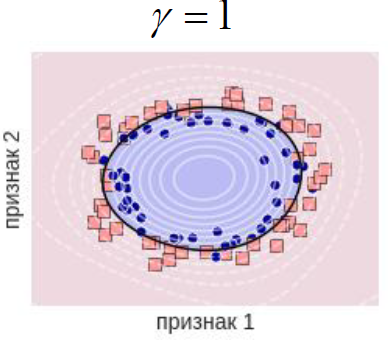 γ = 1
признак 2
признак 1